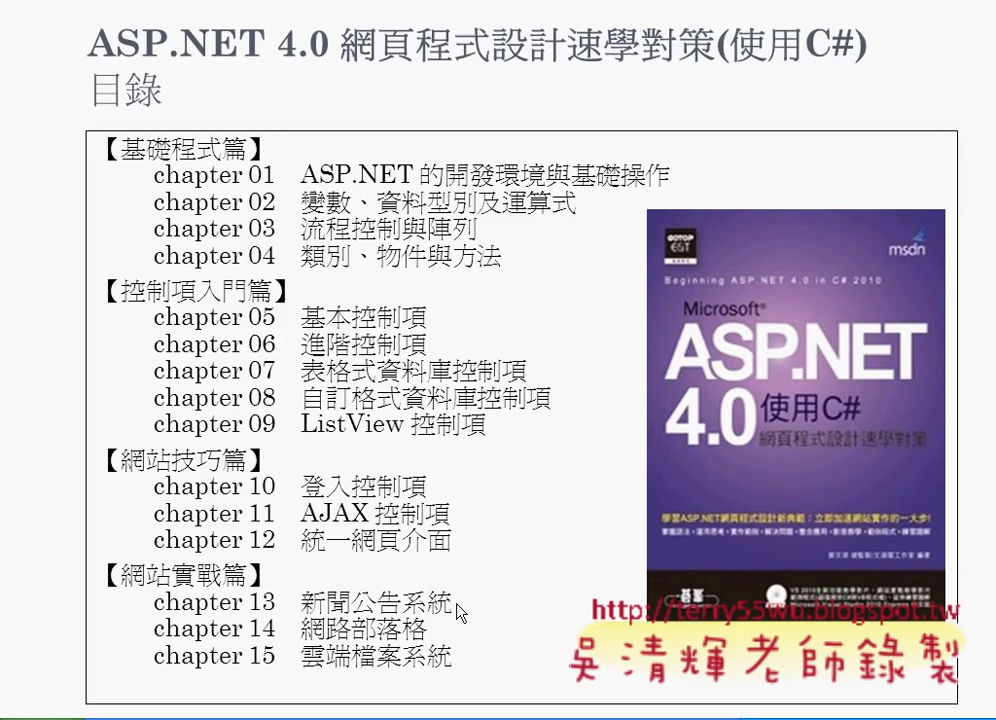 ASP.NET 4.0 網頁程式設計速學對策(使用C#)
目錄
【基礎程式篇】
chapter 01 ASP.NET 的開發環境與基礎操作
chapter 02 變數、資料型別及運算式
chapter 03 流程控制與陣列
chapter 04 類別、物件與方法
【控制項入門篇】
chapter 05 基本控制項
chapter 06 進階控制項
chapter 07 表格式資料庫控制項
chapter 08 自訂格式資料庫控制項
chapter 09 ListView 控制項
【網站技巧篇】
chapter 10 登入控制項
chapter 11 AJAX 控制項
chapter 12 統一網頁介面
【網站實戰篇】
chapter 13 新聞公告系統
chapter 14 網路部落格
chapter 15 雲端檔案系統
GOTOP
msdn
Beginning ASP.NET 4.0 in C# 2010
Microsoft®
ASP.NET
4.0 使用C#
網頁程式設計速學對策
學習ASP.NET網頁程式設計新典範：立即加速網站實作的一大步!
http://terry55wu.blogspot.tw
吳清輝老師錄製